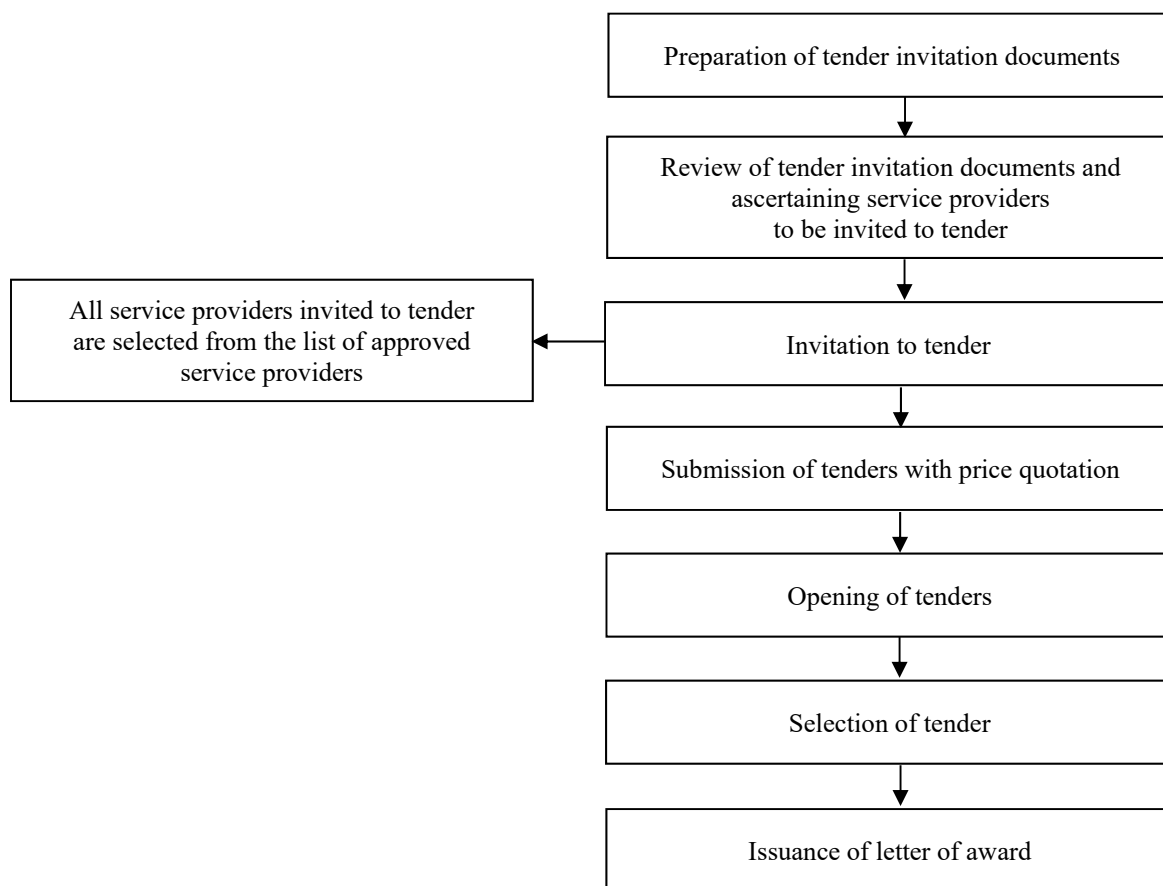 Preparation of tender invitation documents
Review of tender invitation documents and
ascertaining service providers
to be invited to tender
All service providers invited to tender
are selected from the list of approved
service providers
Invitation to tender
Submission of tenders with price quotation
Opening of tenders
Selection of tender
Issuance of letter of award